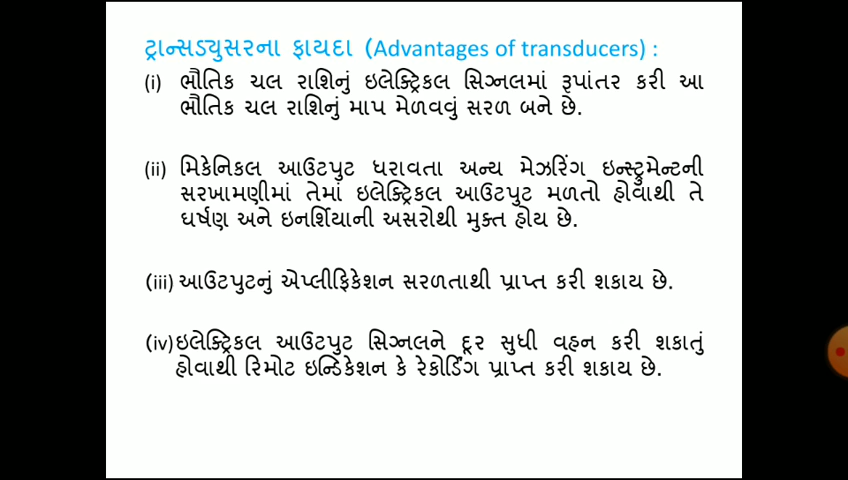 ટ્રાન્સડ્યુસરના ફાયદા (Advantages of transducers) :
(i) ભૌતિક ચલ રાશિનું ઇલેક્ટ્રિકલ સિગ્નલમાં રૂપાંતર કરી આ
ભૌતિક ચલ રાશિનું માપ મેળવવું સરળ બને છે.
(ii) મિકેનિકલ આઉટપુટ ધરાવતા અન્ય મેઝરિંગ ઇન્સ્ટ્રુમેન્ટની
સરખામણીમાં તેમાં ઇલેક્ટ્રિકલ આઉટપુટ મળતો હોવાથી તે
ઘર્ષણ અને ઇનર્શિયાની અસરોથી મુક્ત હોય છે.
(iii) આઉટપુટનું એપ્લીફિકેશન સરળતાથી પ્રાપ્ત કરી શકાય છે.
(iv) ઇલેક્ટ્રિકલ આઉટપુટ સિગ્નલને દૂર સુધી વહન કરી શકાતું
હોવાથી રિમોટ ઇન્ડિકેશન કે રેકોર્ડિંગ પ્રાપ્ત કરી શકાય છે.